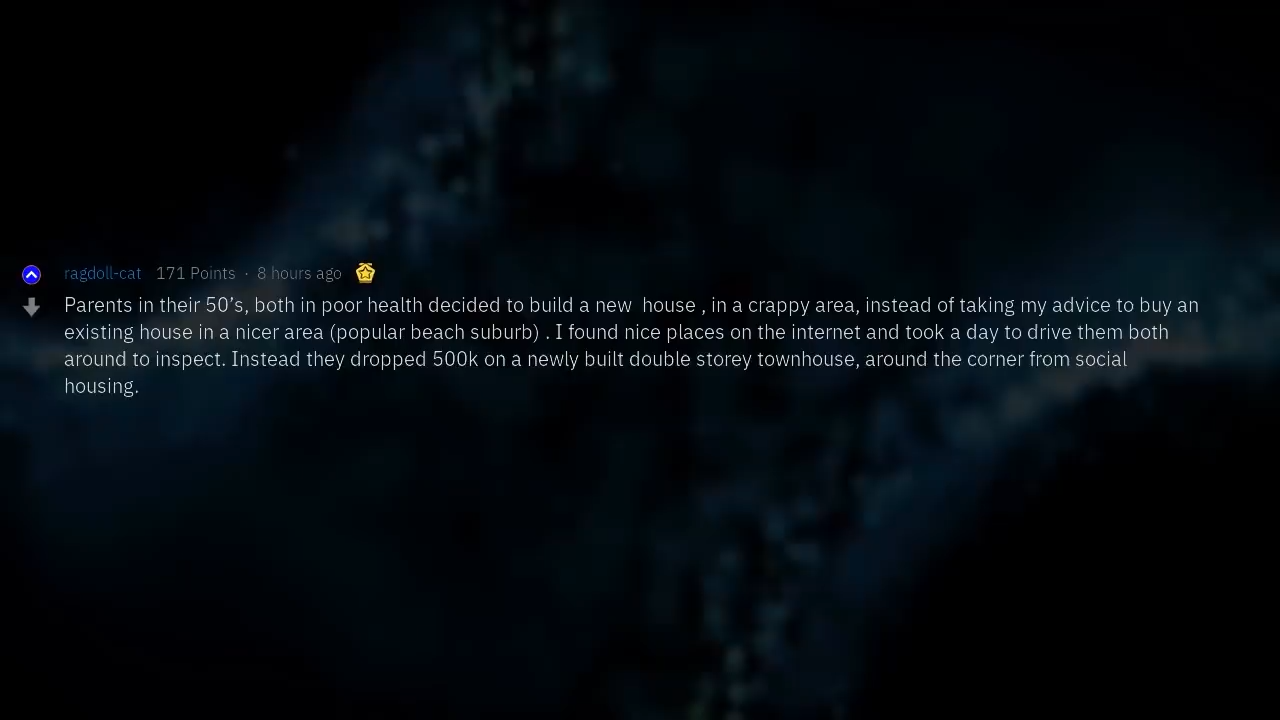 ragdoll-cat 171 Points · 8 hours ago
Parents in their 50’s, both in poor health decided to build a new  house , in a crappy area, instead of taking my advice to buy an
existing house in a nicer area (popular beach suburb) . I found nice places on the internet and took a day to drive them both
around to inspect. Instead they dropped 500k on a newly built double storey townhouse, around the corner from social
housing.